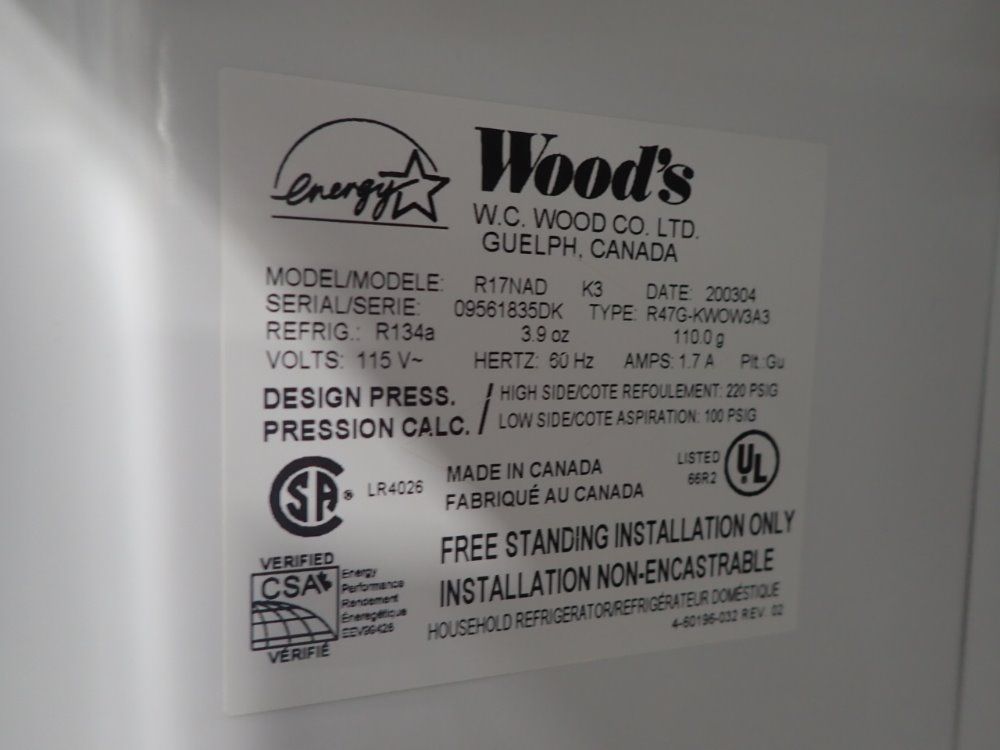 energy
Wood's
W.C. WOOD CO. LTD.
GUELPH, CANADA
MODEL/MODELE: R17NAD K3 DATE: 200304
SERIAL/SERIE: 09561835DK TYPE: R47G-KWOW3A3
REFRIG.: R134a 3.9 oz 110.0 g
VOLTS: 115 V~ HERTZ: 60 Hz AMPS: 1.7 A Plt.:Gu
DESIGN PRESS. / HIGH SIDE/COTE REFOULEMENT: 220 PSIG
PRESSION CALC. / LOW SIDE/COTE ASPIRATION: 100 PSIG
SA ® LR4026
MADE IN CANADA
FABRIQUÉ AU CANADA
LISTED
66R2
UL
FREE STANDING INSTALLATION ONLY
INSTALLATION NON-ENCASTRABLE
HOUSEHOLD REFRIGERATOR/REFRIGÉRATEUR DOMÉSTIQUE
4-60196-032 REV. 02
VERIFIED
CSA
Energy
Performance
Rendement
Éneregétique
VÉRIFIÉ